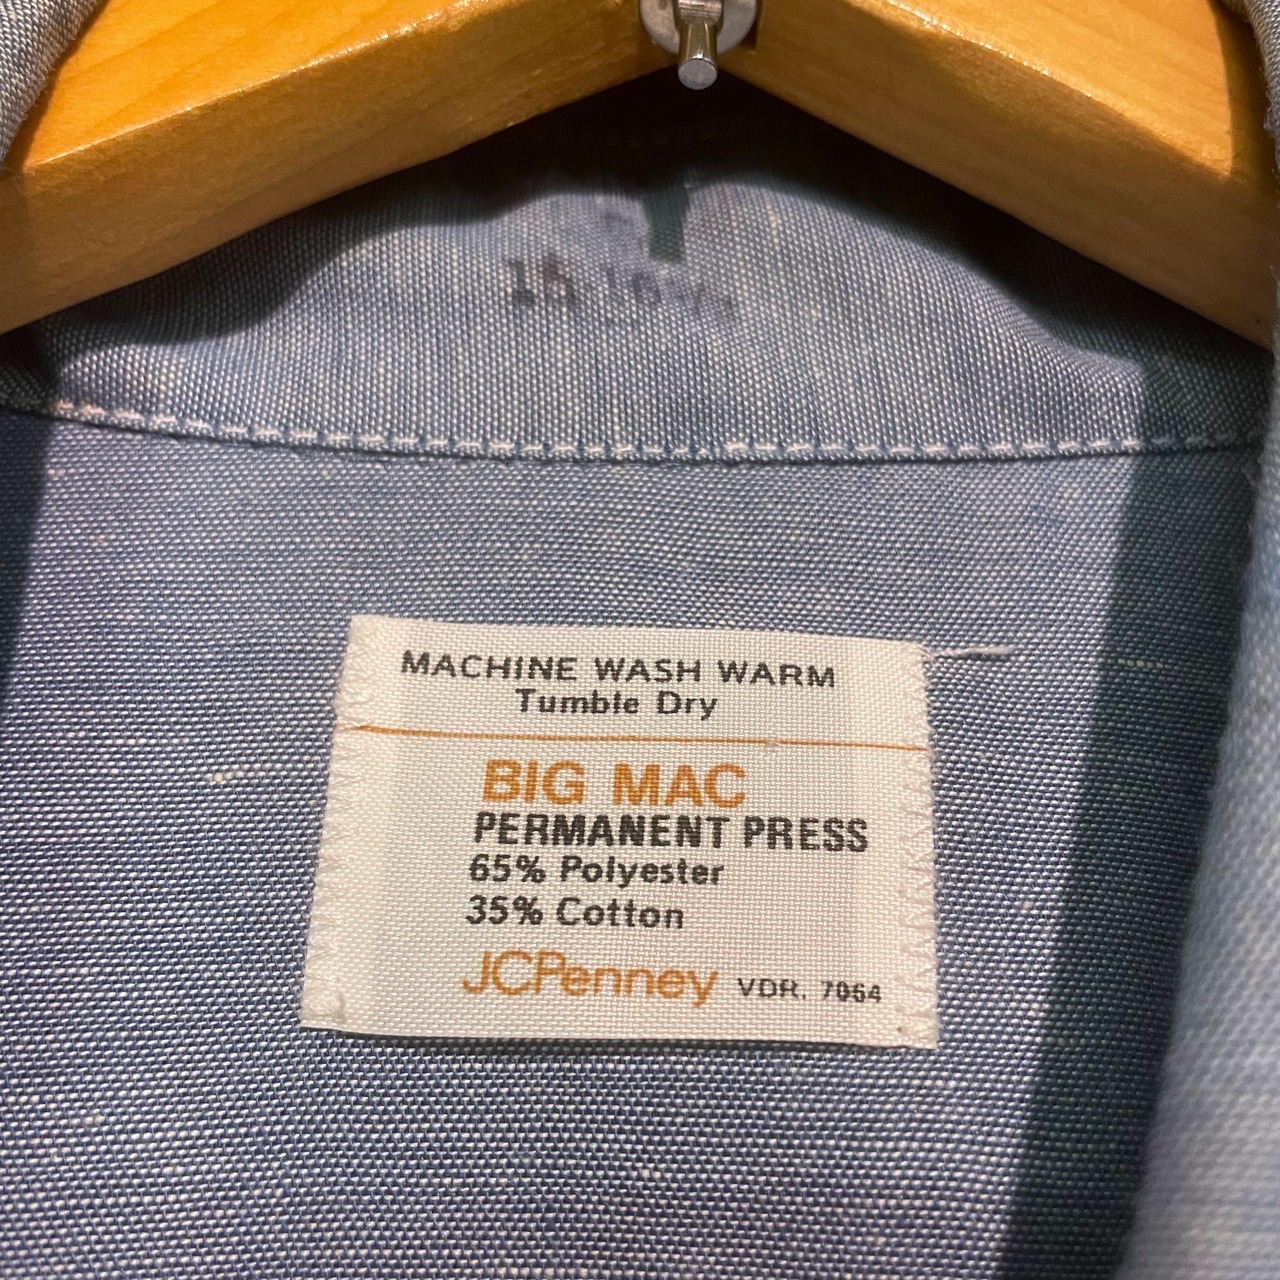 MACHINE WASH WARM
Tumble Dry
BIG MAC
PERMANENT PRESS
65% Polyester
35% Cotton
JCPenney VDR. 7064